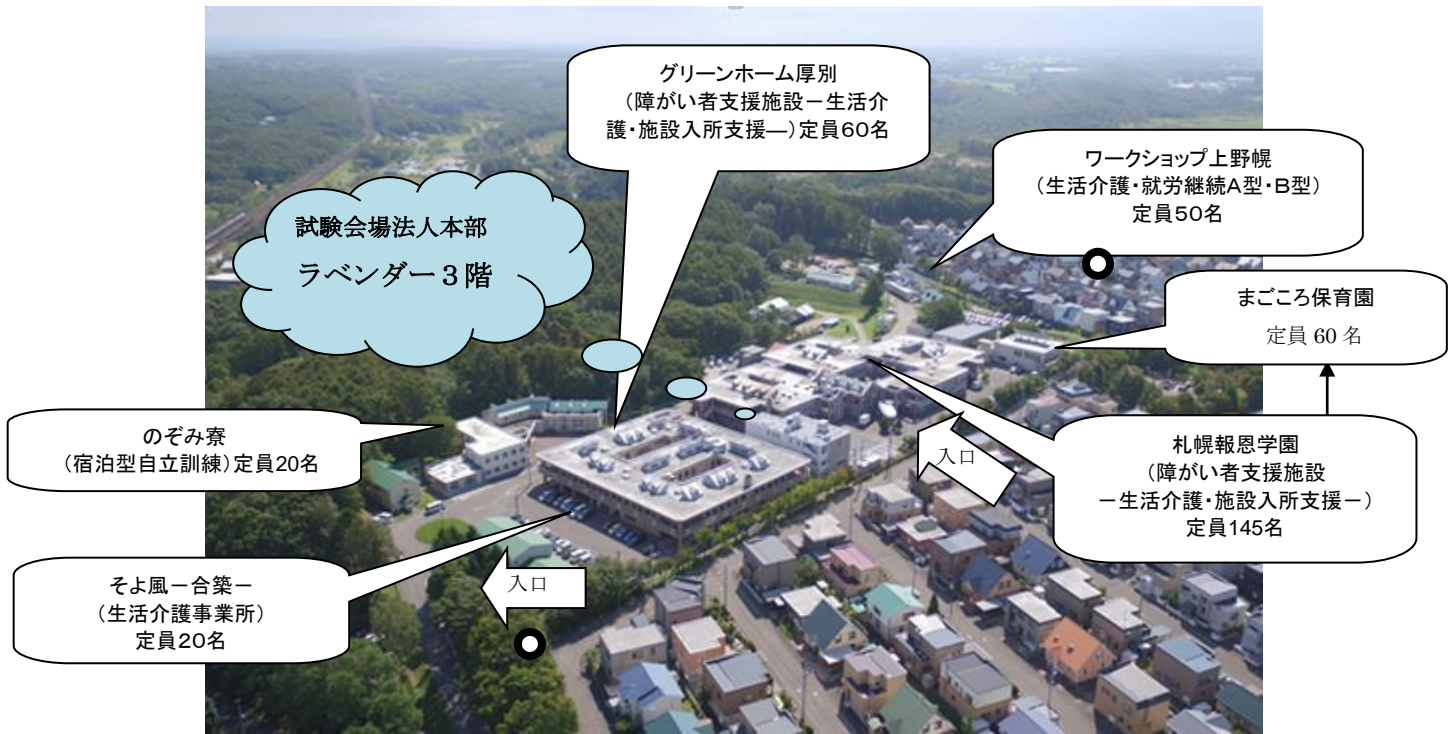 グリーンホーム厚別
(障がい者支援施設－生活介
護・施設入所支援―)定員60名
ワークショップ上野幌
(生活介護・就労継続A型・B型)
定員50名
試験会場法人本部
ラベンダー３階
まごころ保育園
定員 60 名
のぞみ寮
(宿泊型自立訓練)定員20名
入口
札幌報恩学園
(障がい者支援施設
－生活介護・施設入所支援－)
定員145名
そよ風－合築－
(生活介護事業所)
定員20名
入口